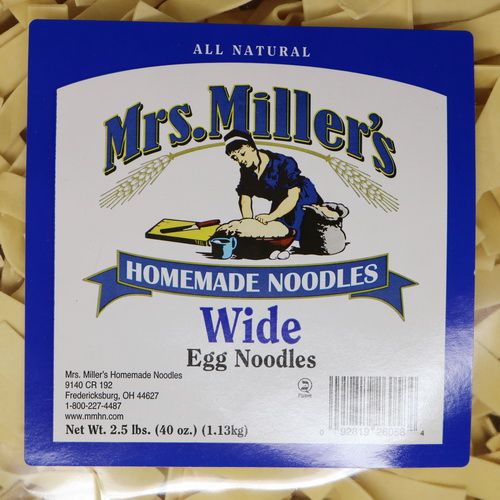 ALL NATURAL
Mrs. Miller's
HOMEMADE NOODLES
Wide
Egg Noodles
Mrs. Miller's Homemade Noodles
9140 CR 192
Fredericksburg, OH 44627
1-800-227-4487
www.mmhn.com
Net Wt. 2.5 lbs. (40 oz.) (1.13kg)